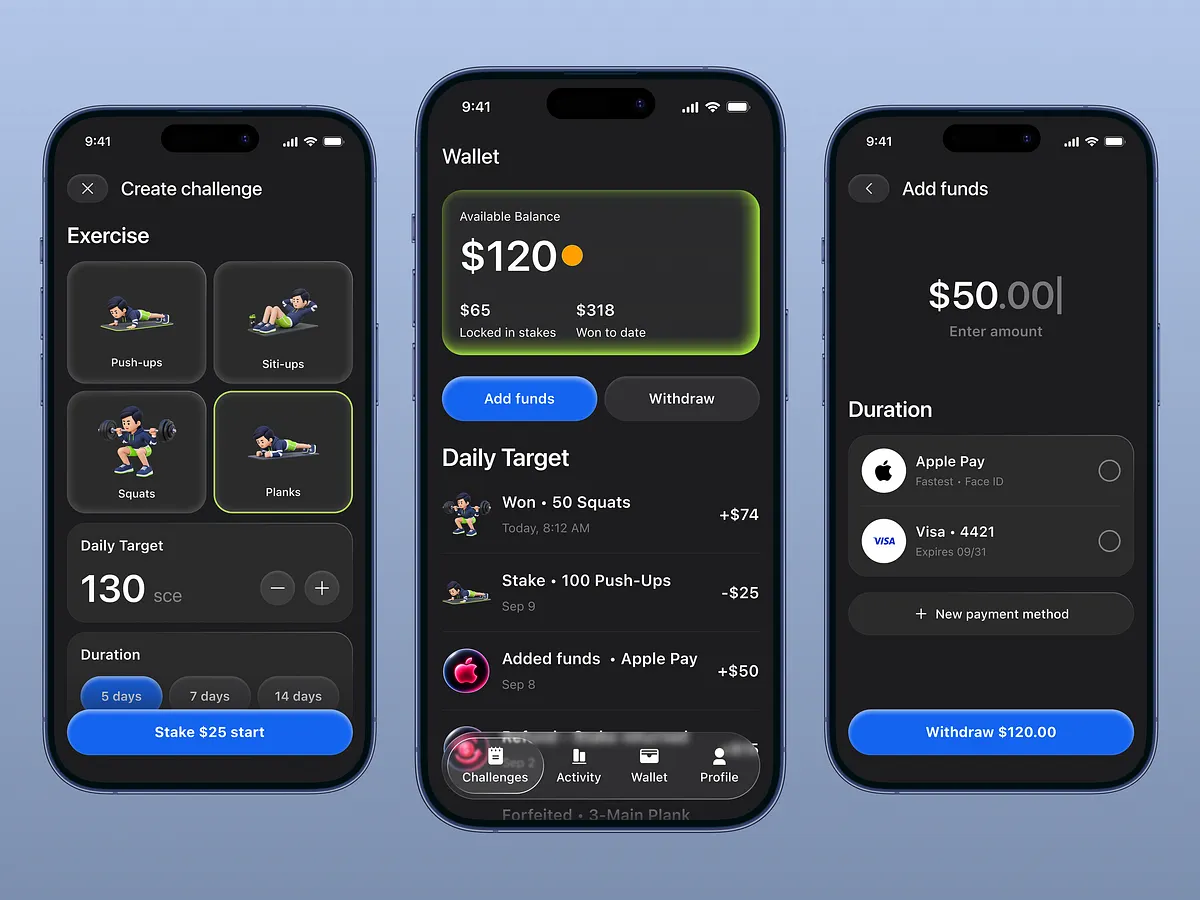 9:41
Create challenge
Exercise
Push-ups
Siti-ups
Squats
Planks
Daily Target
130 sce
Duration
5 days
7 days
14 days
Stake $25 start
9:41
Wallet
Available Balance
$120
$65
$318
Locked in stakes
Won to date
Add funds
Withdraw
Daily Target
Won • 50 Squats
Today, 8:12 AM
+$74
Stake • 100 Push-Ups
Sep 9
-$25
Added funds • Apple Pay
Sep 8
+$50
Refund
Sep 2
Challenges
Activity
Wallet
Profile
Forfeited • 3-Main Plank
9:41
Add funds
$50.00
Enter amount
Duration
Apple Pay
Fastest • Face ID
VISA
Visa • 4421
Expires 09/31
+ New payment method
Withdraw $120.00